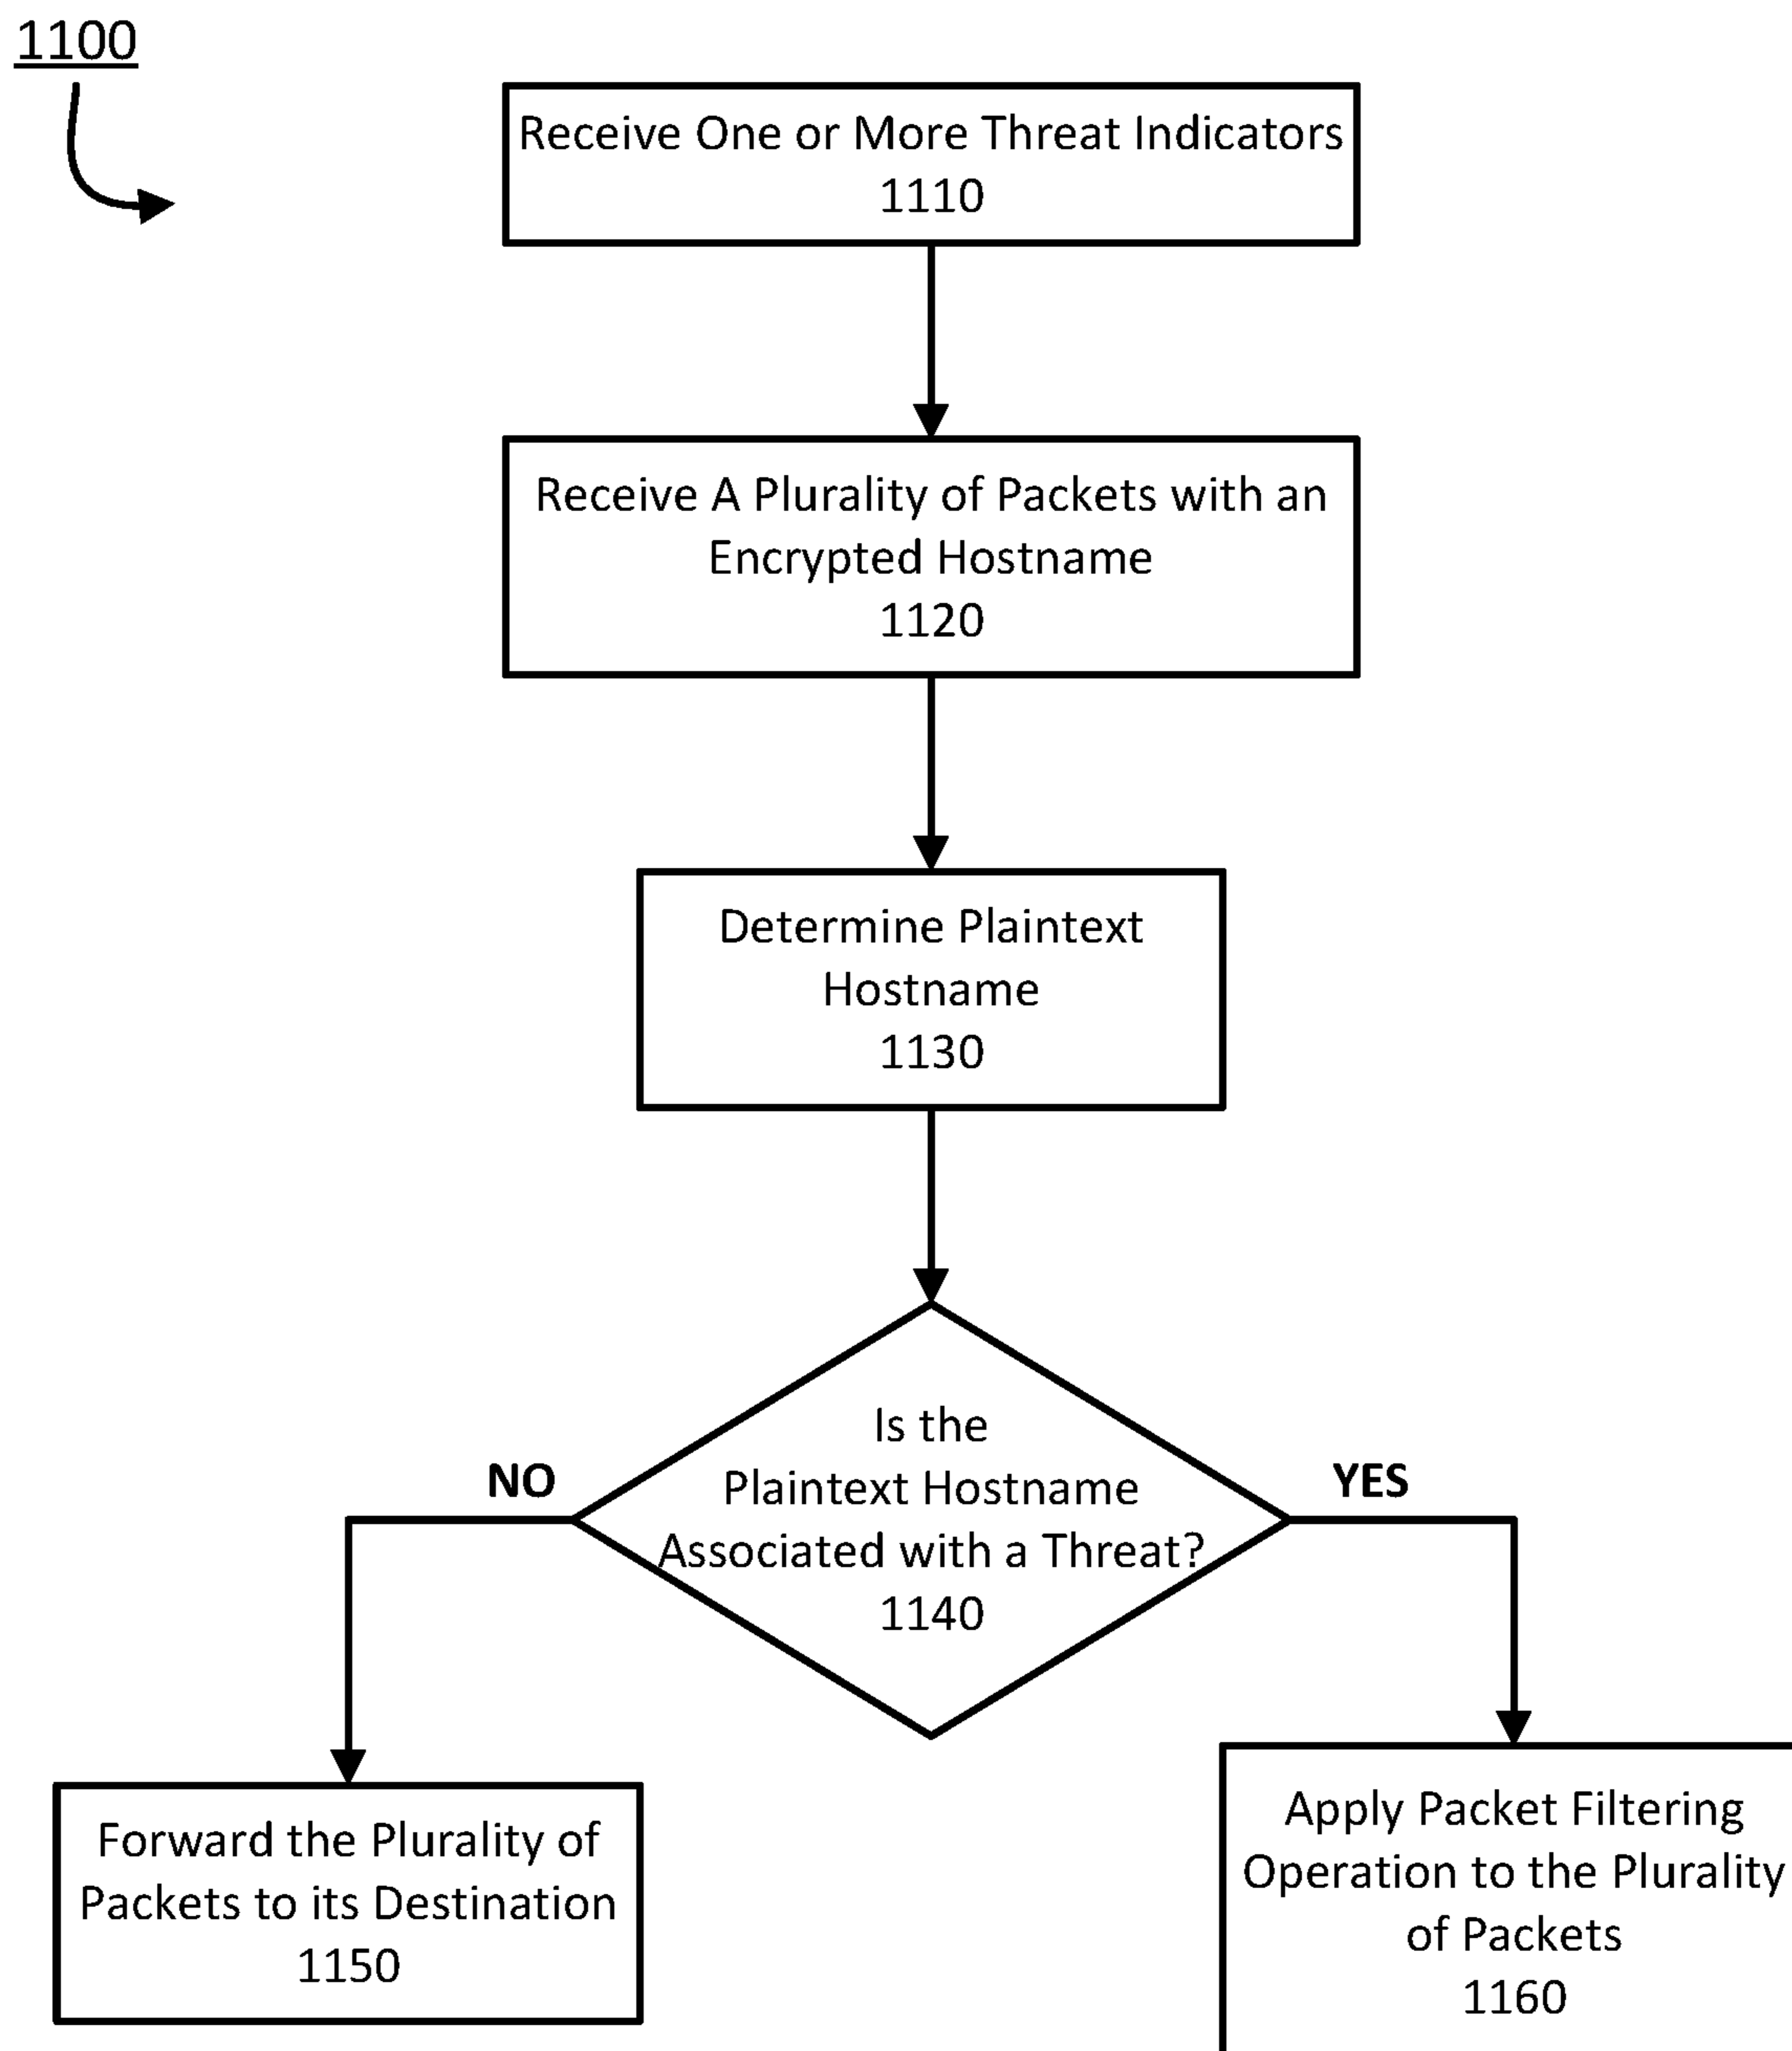 1100
Receive One or More Threat Indicators
1110
Receive A Plurality of Packets with an
Encrypted Hostname
1120
Determine Plaintext
Hostname
1130
Is the
Plaintext Hostname
Associated with a Threat?
1140
NO
YES
Forward the Plurality of
Packets to its Destination
1150
Apply Packet Filtering
Operation to the Plurality
of Packets
1160